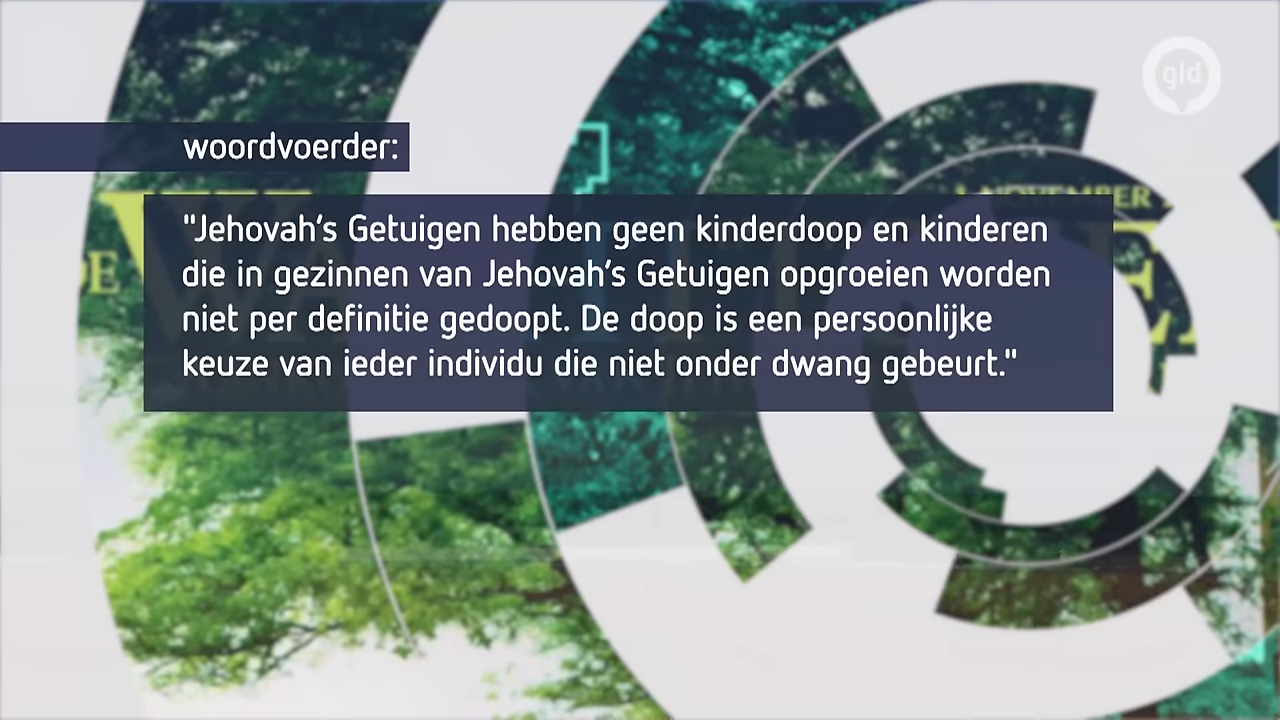 gld
woordvoerder:
"Jehovah's Getuigen hebben geen kinderdoop en kinderen
die in gezinnen van Jehovah's Getuigen opgroeien worden
niet per definitie gedoopt. De doop is een persoonlijke
keuze van ieder individu die niet onder dwang gebeurt."
NOVEMBER